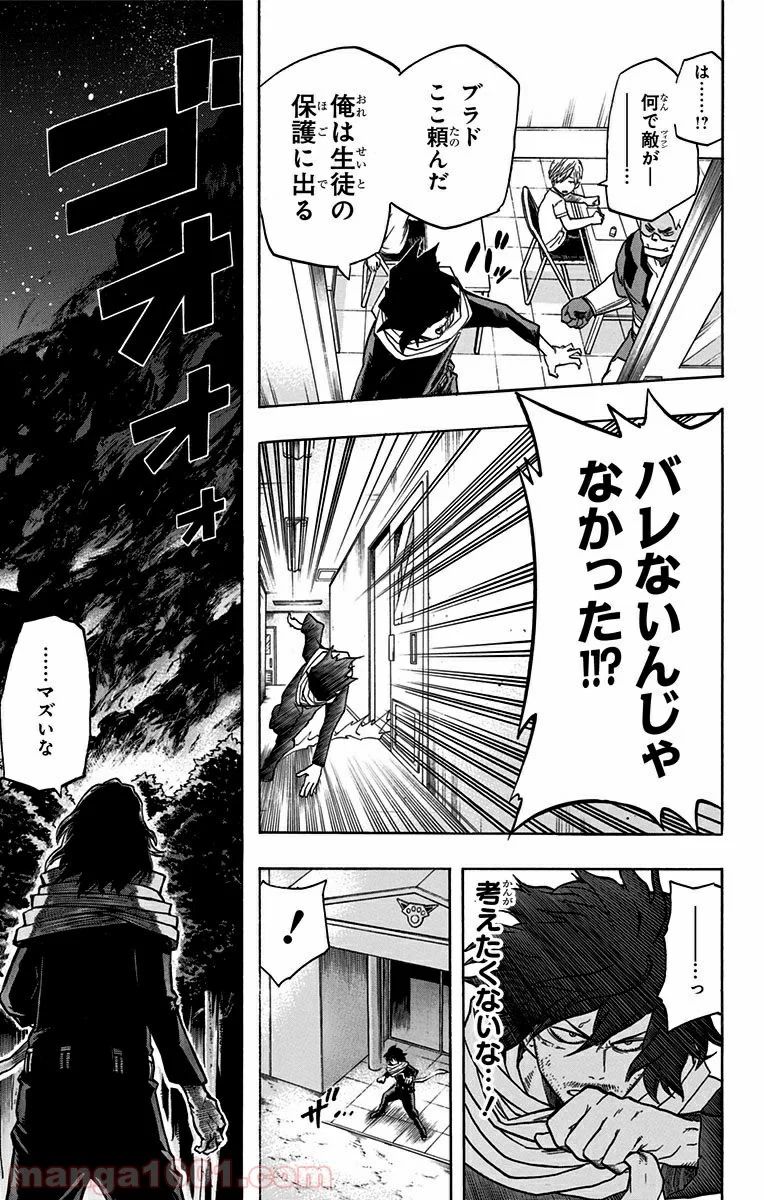 は……!?
何で敵が―
―……
ブラド
ここ頼んだ
俺は生徒の
保護に出る
バッ
バレないんじゃ
なかった!!?
―――っ
考えたくないな…!
!
ザッ
ゴオオォォ
……マズいな
manga1001.com